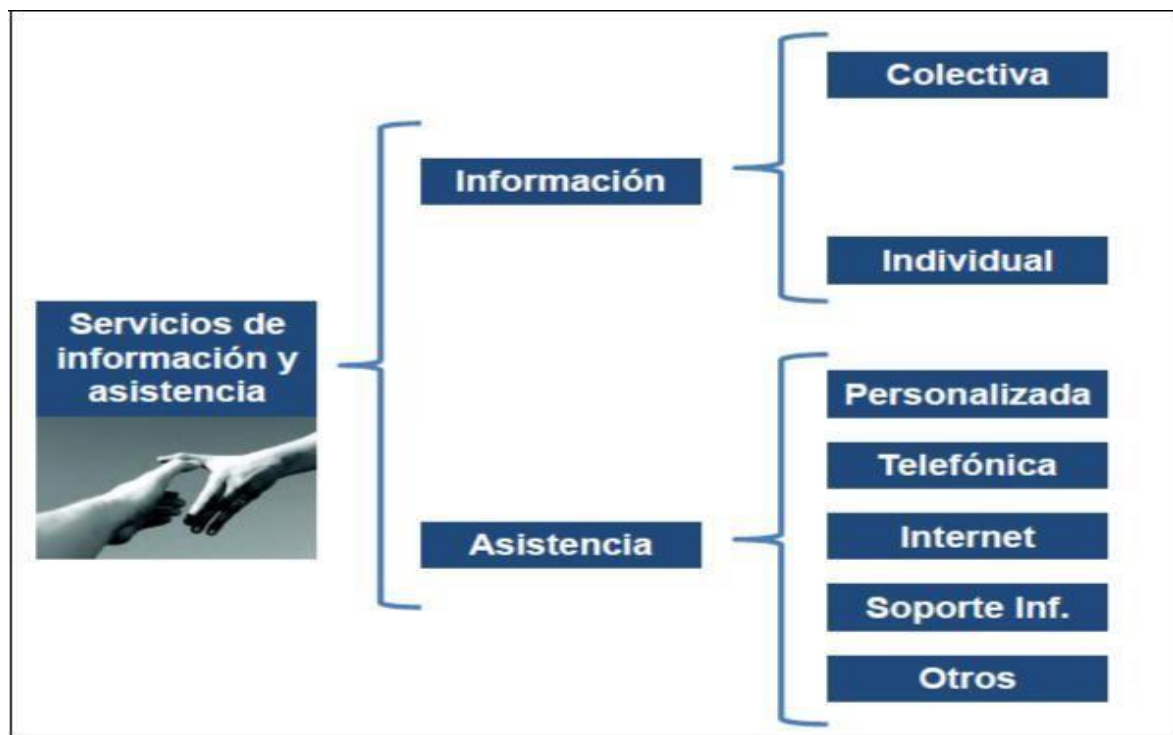 Servicios de
información y
asistencia
Información
Colectiva
Individual
Asistencia
Personalizada
Telefónica
Internet
Soporte Inf.
Otros